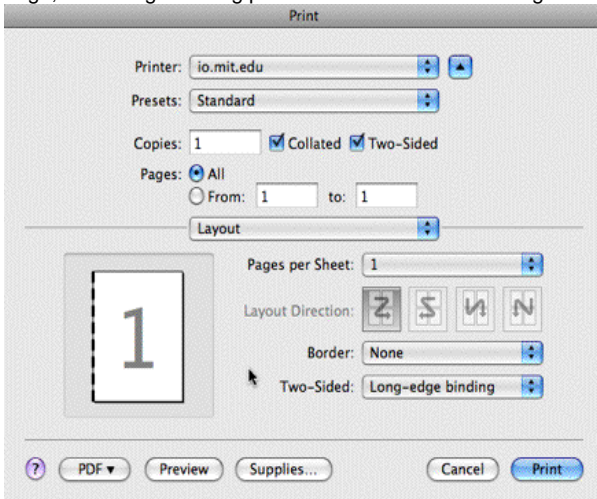 Print
Printer: io.mit.edu
Presets: Standard
Copies: 1 Collated Two-Sided
Pages: All
From: 1 to: 1
Layout
Pages per Sheet: 1
Layout Direction:
Border: None
Two-Sided: Long-edge binding
1
? PDF ▾ Preview Supplies... Cancel Print